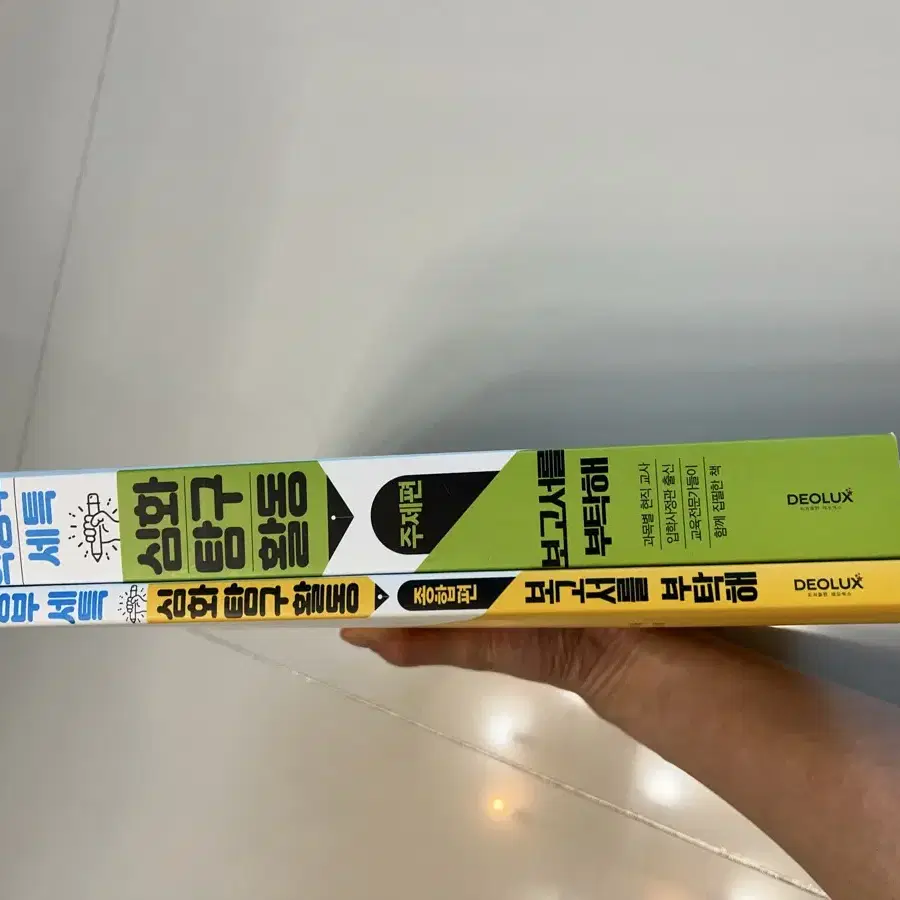 세특
심화
탐구
활동
주제편
보고서를
부탁해
과목별 현직 교사
입학사정관 출신
교육전문가들이
함께 집필한 책
DEOLUX
세특
심화 탐구 활동
종합편
보고서를 부탁해
DEOLUX